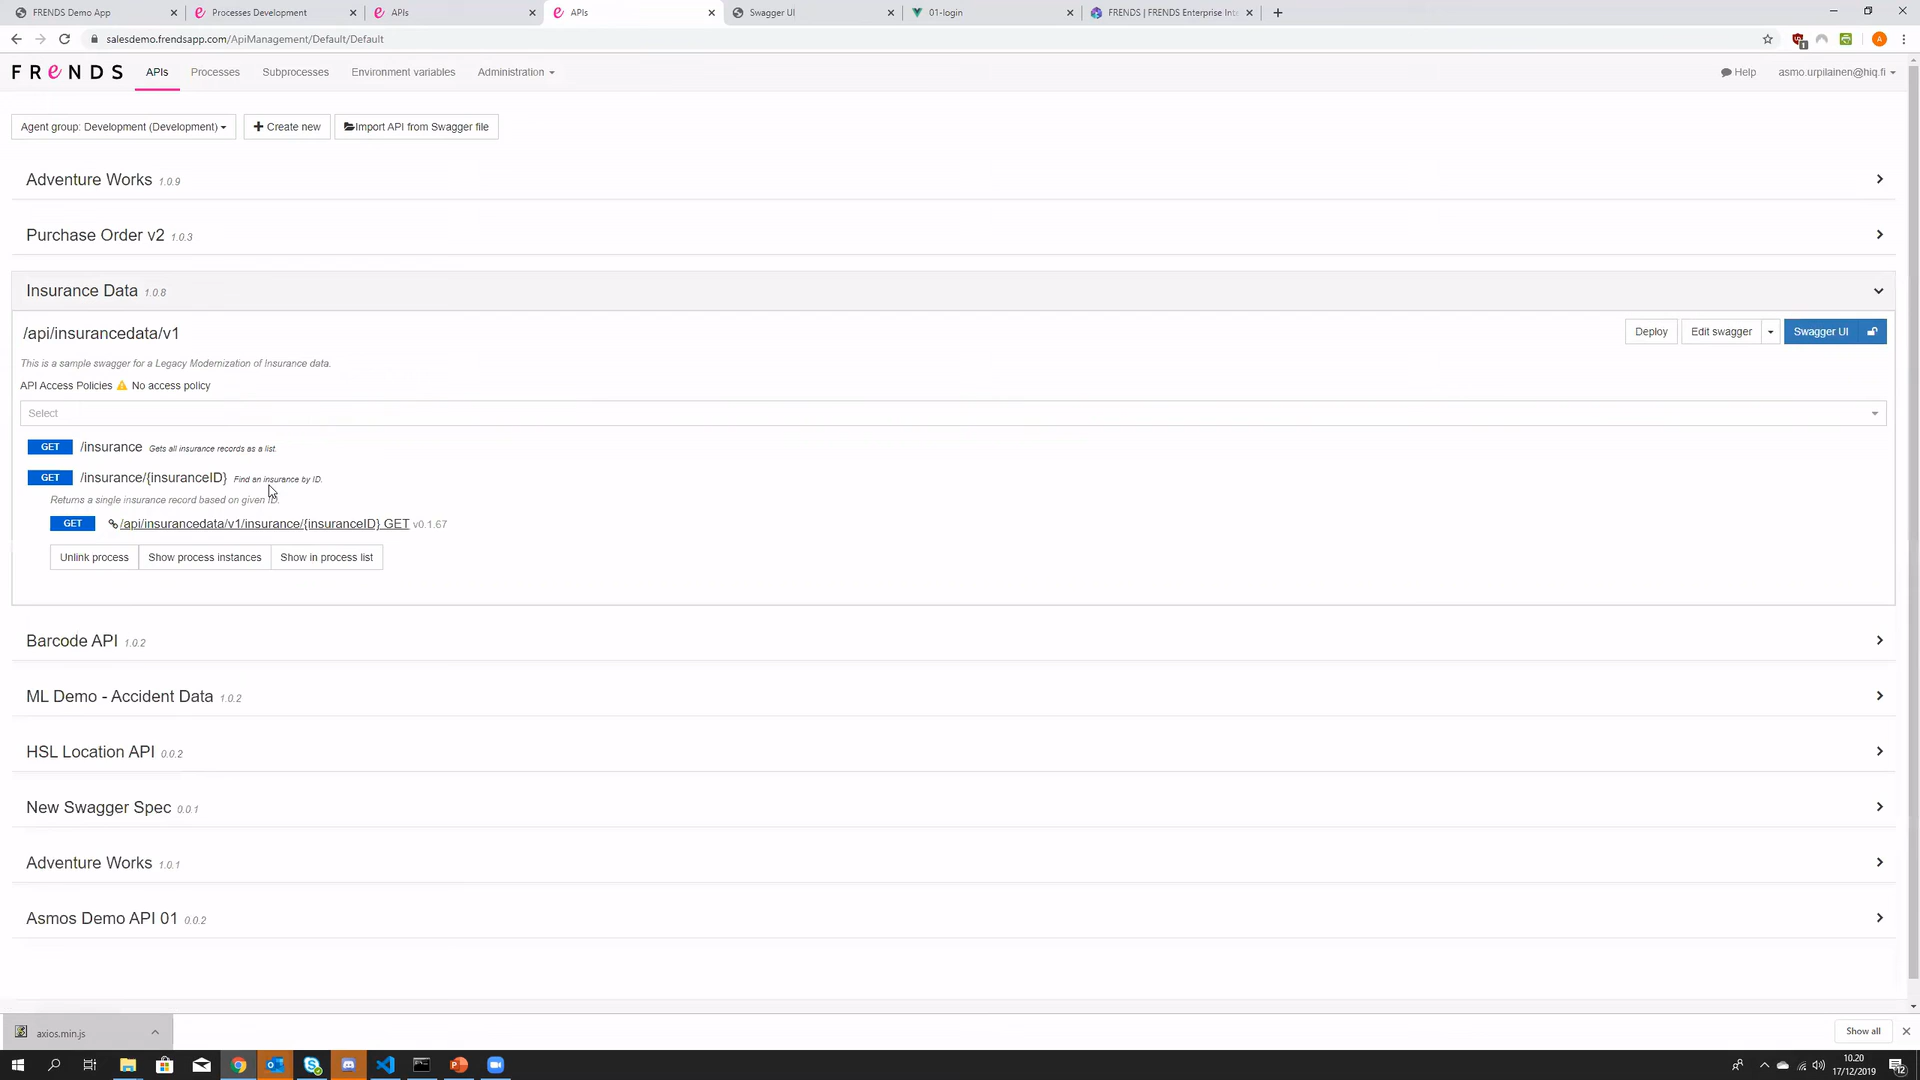 FRENDS Demo App
Processes Development
APIs
APIs
Swagger UI
01-login
FRENDS | FRENDS Enterprise Inte
salesdemo.frendsapp.com/ApiManagement/Default/Default
FRENDS
APIs
Processes
Subprocesses
Environment variables
Administration
Help
asmo.urpilainen@hiq.fi
Agent group: Development (Development)
Create new
Import API from Swagger file
Adventure Works 1.0.9
Purchase Order v2 1.0.3
Insurance Data 1.0.8
/api/insurancedata/v1
Deploy
Edit swagger
Swagger UI
This is a sample swagger for a Legacy Modernization of Insurance data.
API Access Policies No access policy
Select
GET /insurance Gets all insurance records as a list.
GET /insurance/{insuranceID} Find an insurance by ID.
Returns a single insurance record based on given ID.
GET /api/insurancedata/v1/insurance/{insuranceID} GET v0.1.67
Unlink process
Show process instances
Show in process list
Barcode API 1.0.2
ML Demo - Accident Data 1.0.2
HSL Location API 0.0.2
New Swagger Spec 0.0.1
Adventure Works 1.0.1
Asmos Demo API 01 0.0.2
axios.min.js
Show all
10.20
17/12/2019